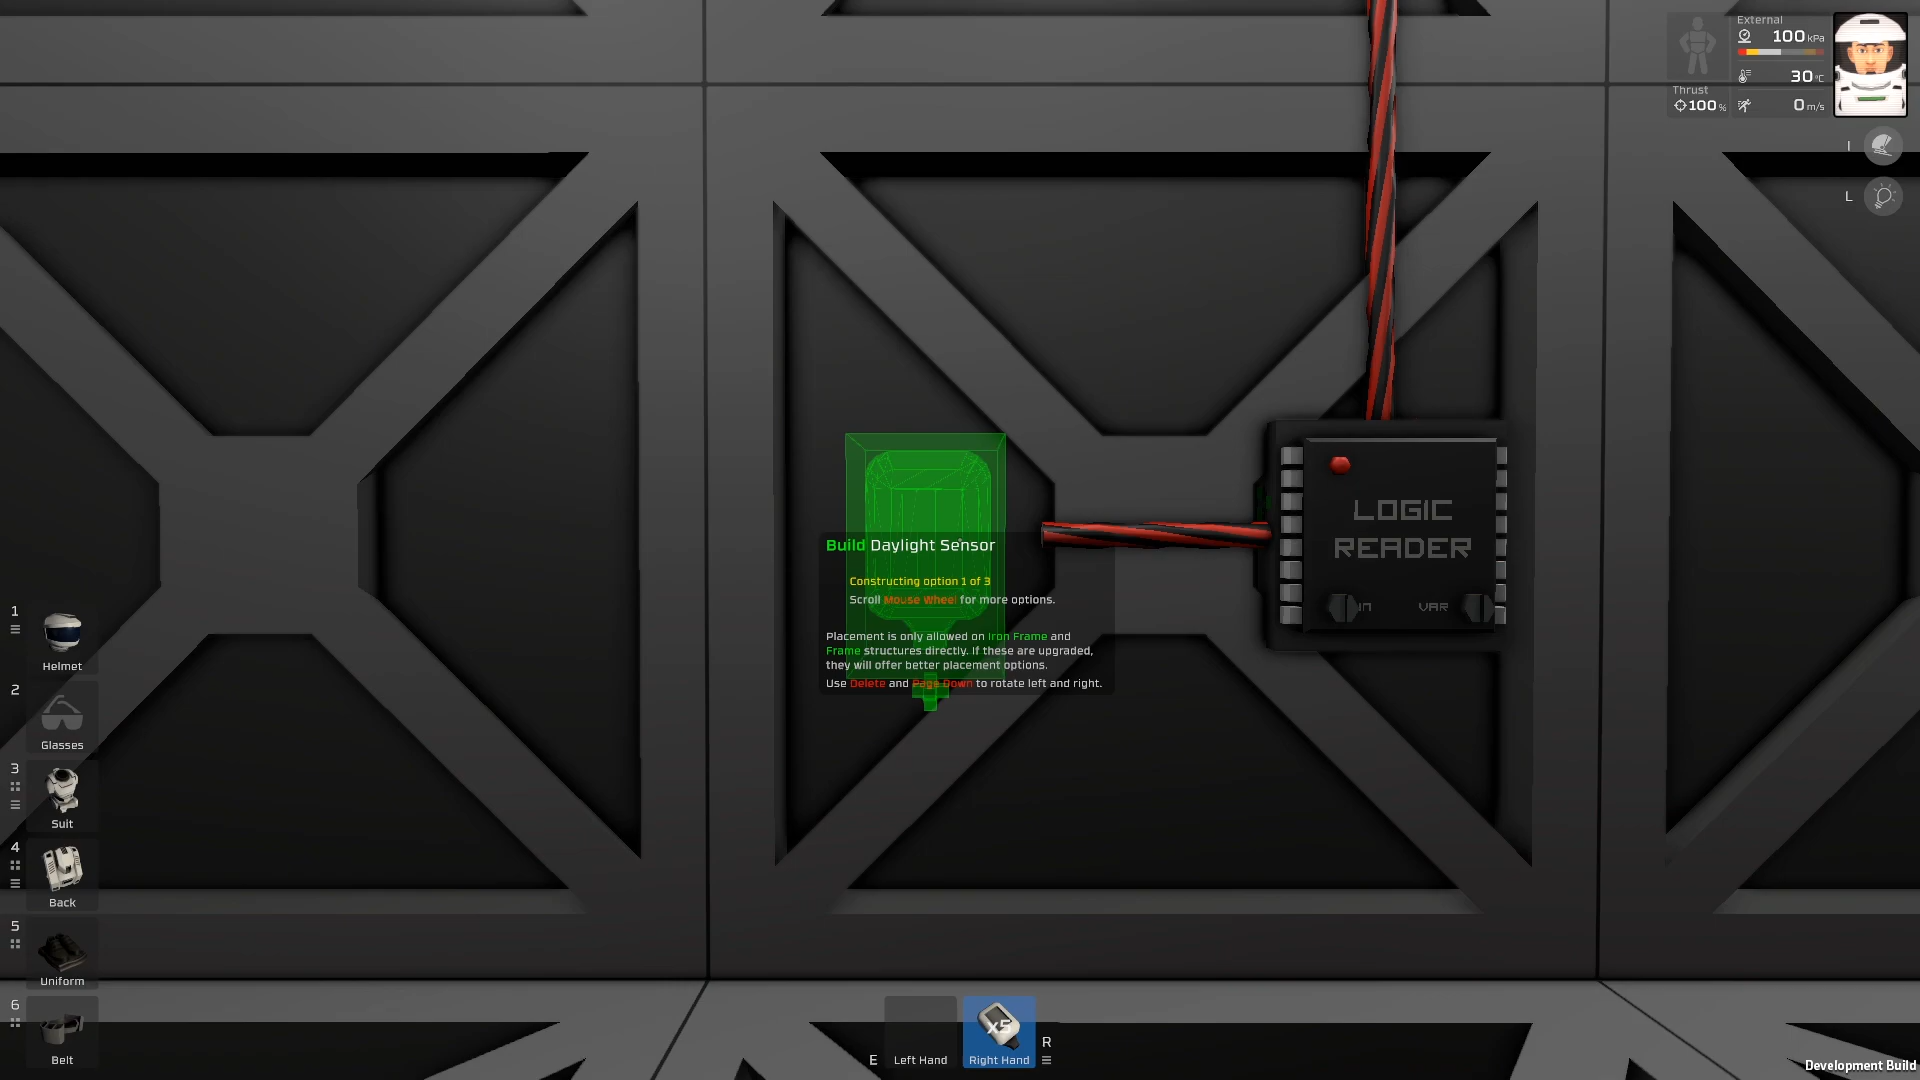 External
100 kPa
30 °C
Thrust
100 %
0 m/s
I
L
LOGIC
READER
IN VAR
Build Daylight Sensor
Constructing option 1 of 3
Scroll Mouse Wheel for more options.
Placement is only allowed on Iron Frame and
Frame structures directly. If these are upgraded,
they will offer better placement options.
Use Delete and Page Down to rotate left and right.
1
Helmet
2
Glasses
3
Suit
4
Back
5
Uniform
6
Belt
E
Left Hand
x5
Right Hand
R
Development Build